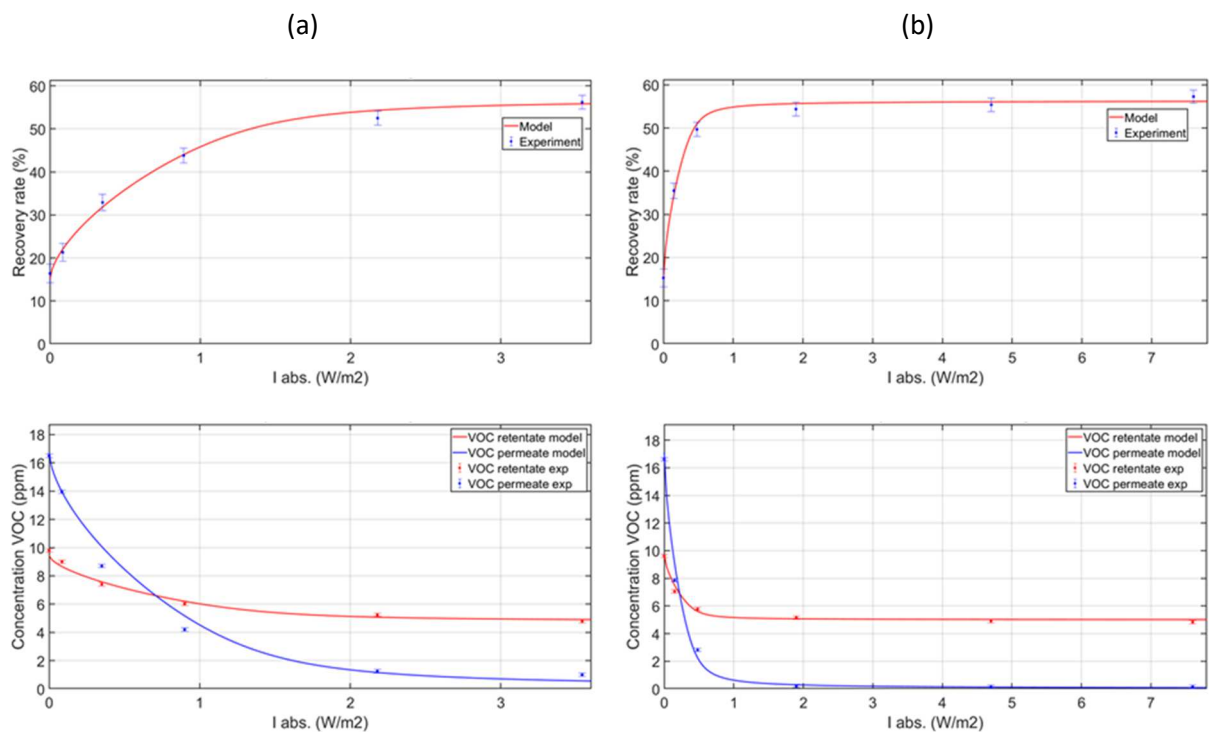 (a)
(b)
60
50
40
30
20
10
0
Recovery rate (%)
Model
Experiment
0 1 2 3
I abs. (W/m2)
60
50
40
30
20
10
0
Recovery rate (%)
Model
Experiment
0 1 2 3 4 5 6 7
I abs. (W/m2)
18
16
14
12
10
8
6
4
2
0
Concentration VOC (ppm)
VOC retentate model
VOC permeate model
VOC retentate exp
VOC permeate exp
0 1 2 3
I abs. (W/m2)
18
16
14
12
10
8
6
4
2
0
Concentration VOC (ppm)
VOC retentate model
VOC permeate model
VOC retentate exp
VOC permeate exp
0 1 2 3 4 5 6 7
I abs. (W/m2)